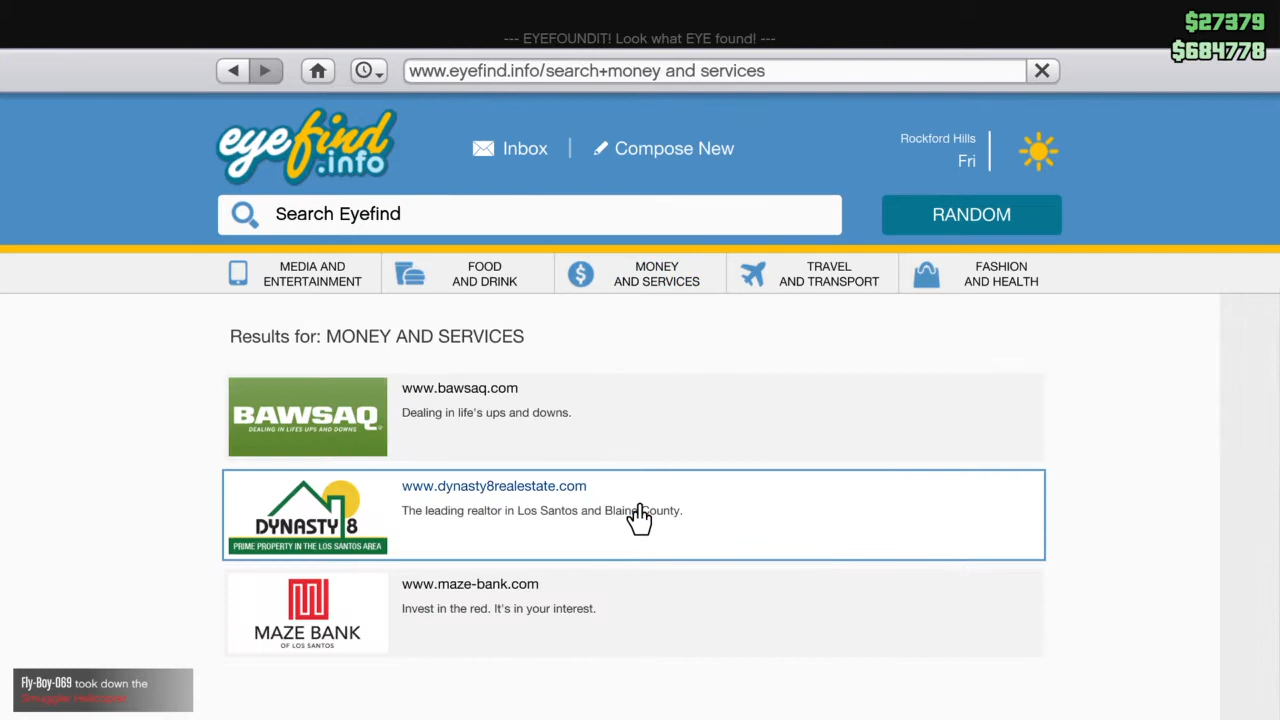 $27379
--- EYEFOUNDIT! Look what EYE found! ---
$684778
www.eyefind.info/search+money and services
eyefind
.info
Inbox
Compose New
Rockford Hills
Fri
Search Eyefind
RANDOM
MEDIA AND
ENTERTAINMENT
FOOD
AND DRINK
MONEY
AND SERVICES
TRAVEL
AND TRANSPORT
FASHION
AND HEALTH
Results for: MONEY AND SERVICES
BAWSAQ
DEALING IN LIFES UPS AND DOWNS.
www.bawsaq.com
Dealing in life's ups and downs.
DYNASTY 8
PRIME PROPERTY IN THE LOS SANTOS AREA
www.dynasty8realestate.com
The leading realtor in Los Santos and Blaine County.
MAZE BANK
OF LOS SANTOS
www.maze-bank.com
Invest in the red. It's in your interest.
Fly-Boy-069 took down the
Smuggler Helicopter